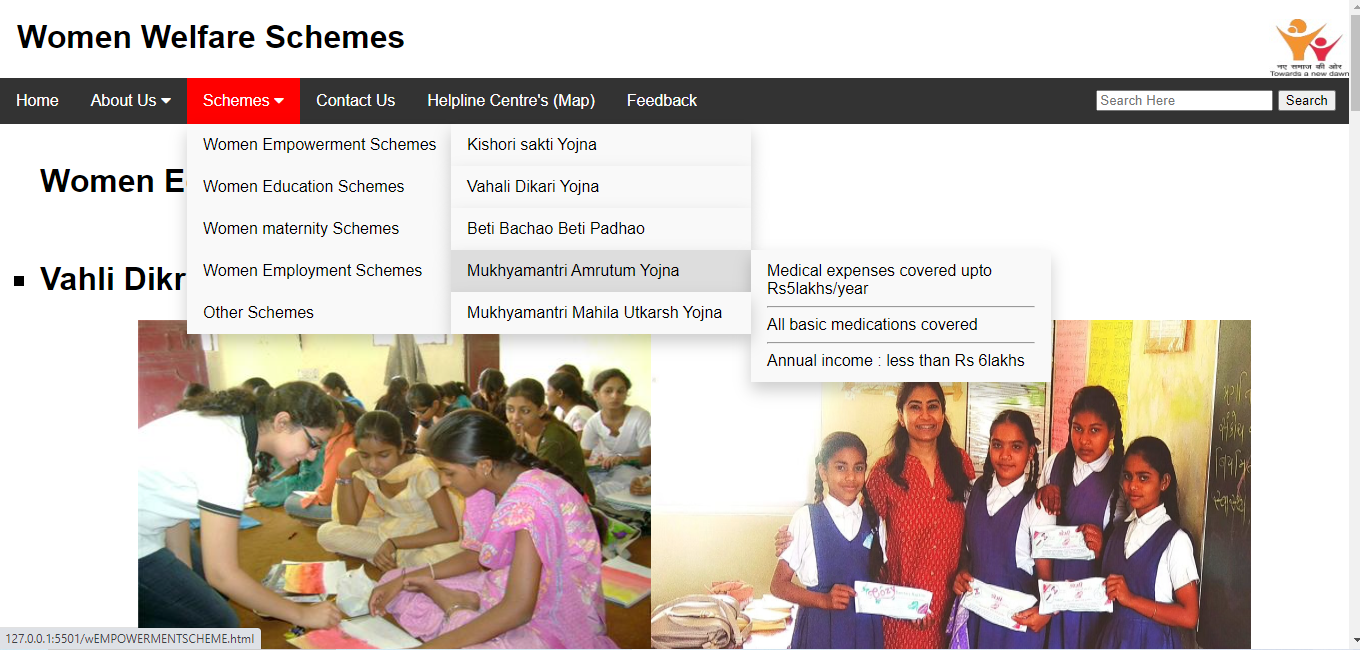 Women Welfare Schemes
नए समाज की ओर
Towards a new dawn
Home
About Us
Schemes
Contact Us
Helpline Centre's (Map)
Feedback
Search Here
Search
Women Empowerment Schemes
Women Education Schemes
Women maternity Schemes
Women Employment Schemes
Other Schemes
Kishori sakti Yojna
Vahali Dikari Yojna
Beti Bachao Beti Padhao
Mukhyamantri Amrutum Yojna
Mukhyamantri Mahila Utkarsh Yojna
Medical expenses covered upto
Rs5lakhs/year
All basic medications covered
Annual income : less than Rs 6lakhs
Women E
Vahli Dikr
127.0.0.1:5501/wEMPOWERMENTSCHEME.html